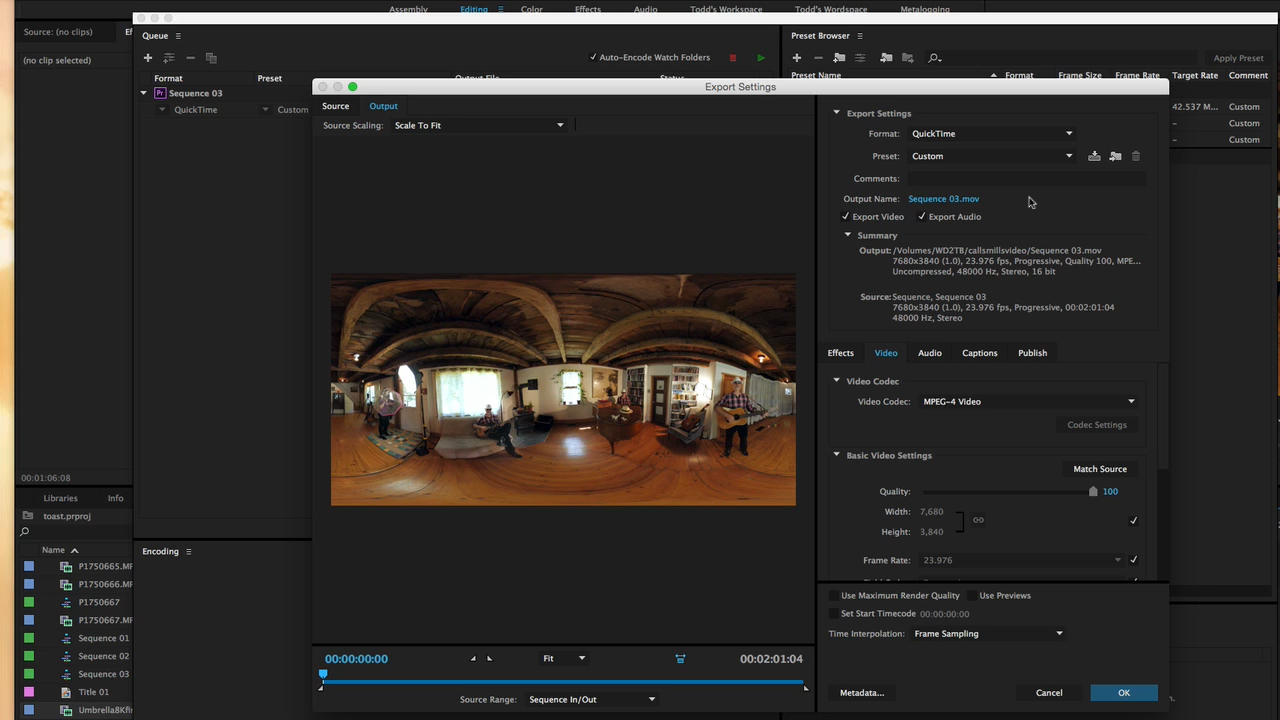 Assembly Editing Color Effects Audio Todd's Workspace Todd's Wordspace Metalogging
Source: (no clips)
(no clip selected)
00:01:06:08
Libraries Info
toast.prproj
Name
P1750665.MP
P1750666.MP
P1750667
P1750667.MP
Sequence 01
Sequence 02
Sequence 03
Title 01
Umbrella8Kfi
Queue
Auto-Encode Watch Folders
Format Preset Output File Status
Pr Sequence 03
QuickTime Custom
Encoding
Preset Browser
Apply Preset
Preset Name Format Frame Size Frame Rate Target Rate Comment
42.537 M... Custom
– Custom
– Custom
Export Settings
Source Output
Source Scaling: Scale To Fit
00:00:00:00 Fit 00:02:01:04
Source Range: Sequence In/Out
Export Settings
Format: QuickTime
Preset: Custom
Comments:
Output Name: Sequence 03.mov
Export Video Export Audio
Summary
Output: /Volumes/WD2TB/callsmillsvideo/Sequence 03.mov
7680x3840 (1.0), 23.976 fps, Progressive, Quality 100, MPE...
Uncompressed, 48000 Hz, Stereo, 16 bit
Source: Sequence, Sequence 03
7680x3840 (1.0), 23.976 fps, Progressive, 00:02:01:04
48000 Hz, Stereo
Effects Video Audio Captions Publish
Video Codec
Video Codec: MPEG-4 Video
Codec Settings
Basic Video Settings
Match Source
Quality: 100
Width: 7,680
Height: 3,840
Frame Rate: 23.976
Use Maximum Render Quality Use Previews
Set Start Timecode 00:00:00:00
Time Interpolation: Frame Sampling
Metadata... Cancel OK